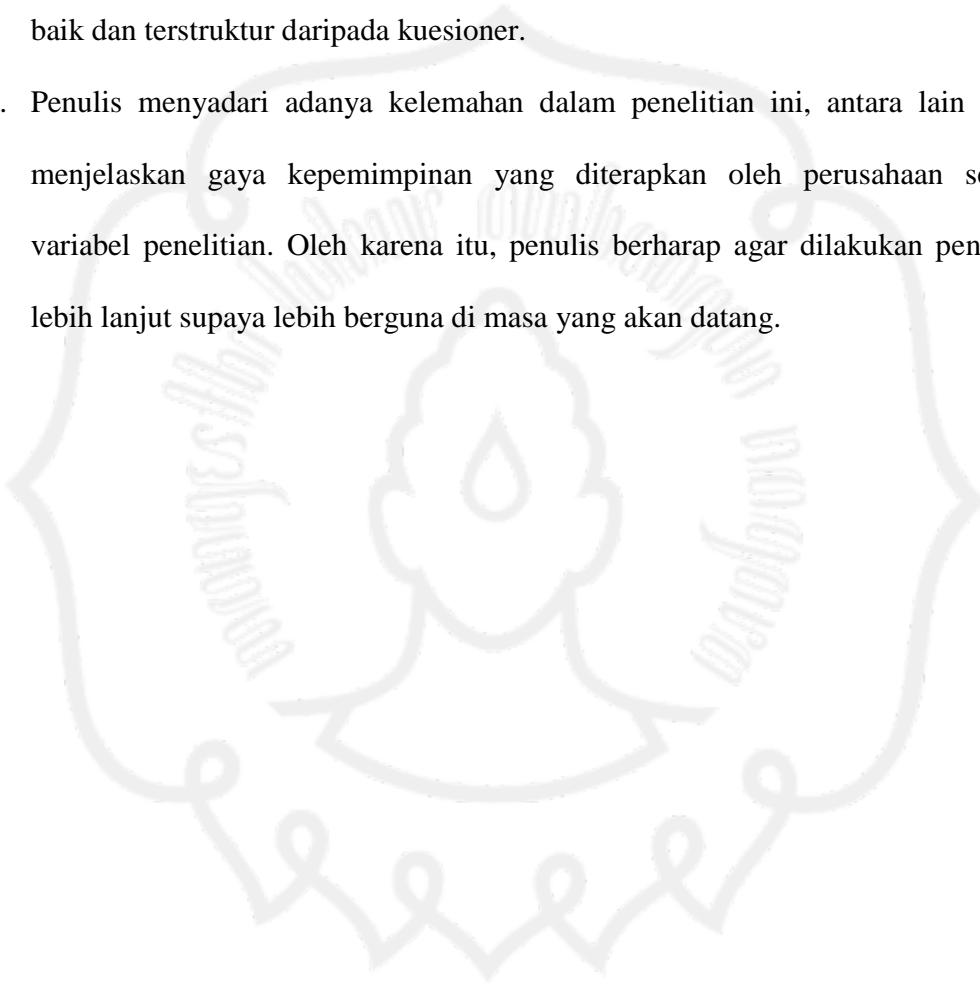 baik dan terstruktur daripada kuesioner.
. Penulis menyadari adanya kelemahan dalam penelitian ini, antara lain
menjelaskan gaya kepemimpinan yang diterapkan oleh perusahaan
variabel penelitian. Oleh karena itu, penulis berharap agar dilakukan
lebih lanjut supaya lebih berguna di masa yang akan datang.